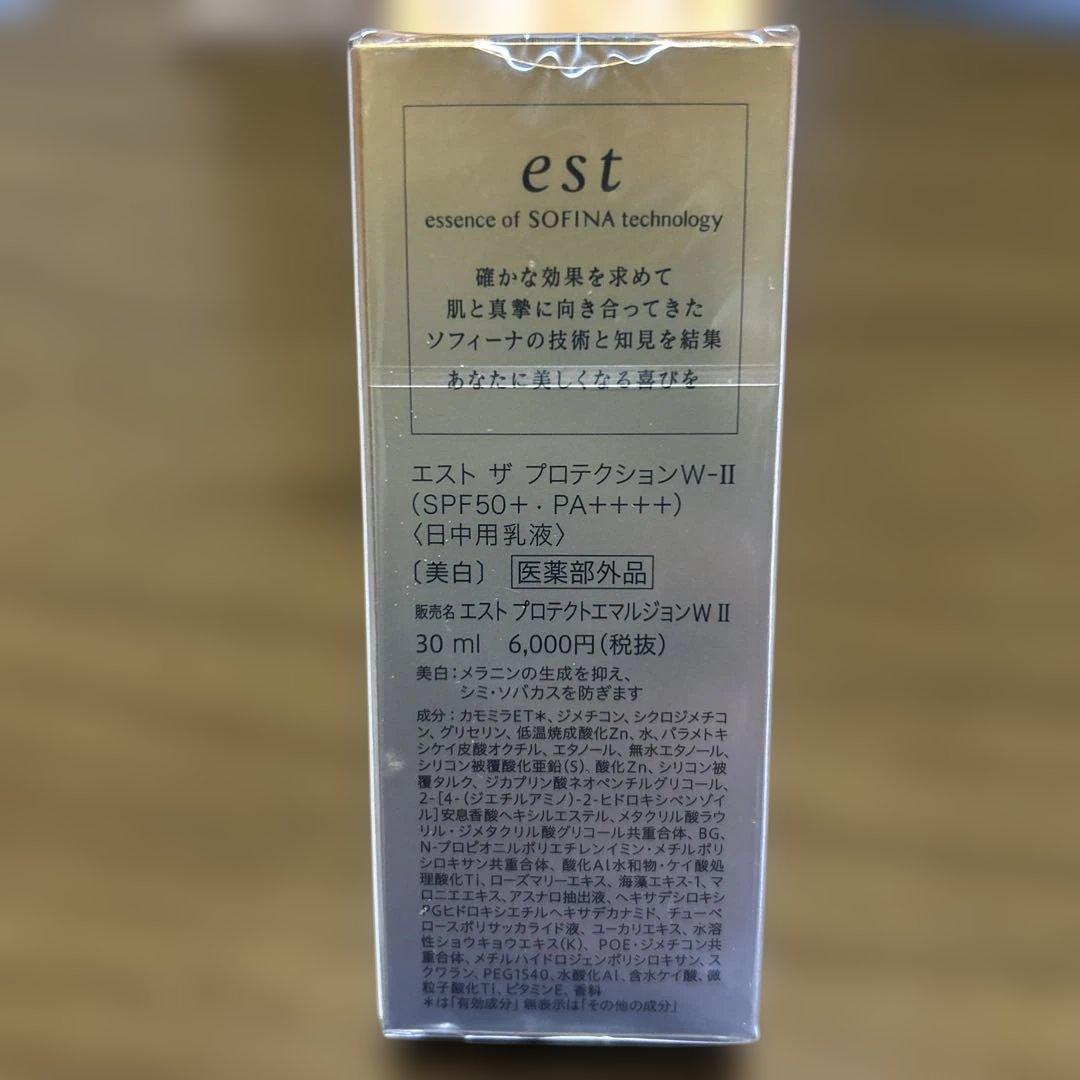 est
essence of SOFINA technology
確かな効果を求めて
肌と真摯に向き合ってきた
ソフィーナの技術と知見を結集
あなたに美しくなる喜びを
エスト ザ プロテクションW-II
(SPF50+・PA++++)
〈日中用乳液〉
〔美白〕 医薬部外品
販売名 エスト プロテクトエマルジョンW II
30 ml 6,000円(税抜)
美白:メラニンの生成を抑え、
シミ・ソバカスを防ぎます
成分:カモミラET*、ジメチコン、シクロジメチコ
ン、グリセリン、低温焼成酸化Zn、水、パラメトキ
シケイ皮酸オクチル、エタノール、無水エタノール、
シリコン被覆酸化亜鉛(S)、酸化Zn、シリコン被
覆タルク、ジカプリン酸ネオペンチルグリコール、
2-[4-(ジエチルアミノ)-2-ヒドロキシベンゾイ
ル]安息香酸ヘキシルエステル、メタクリル酸ラウ
リル・ジメタクリル酸グリコール共重合体、BG、
N-プロピオニルポリエチレンイミン・メチルポリ
シロキサン共重合体、酸化Al水和物・ケイ酸処
理酸化Ti、ローズマリーエキス、海藻エキス-1、マ
ロニエエキス、アスナロ抽出液、ヘキサデシロキシ
PGヒドロキシエチルヘキサデカナミド、チューベ
ロースポリサッカライド液、ユーカリエキス、水溶
性ショウキョウエキス(K)、POE・ジメチコン共
重合体、メチルハイドロジェンポリシロキサン、ス
クワラン、PEG1540、水酸化Al、含水ケイ酸、微
粒子酸化Ti、ビタミンE、香料
*は「有効成分」無表示は「その他の成分」